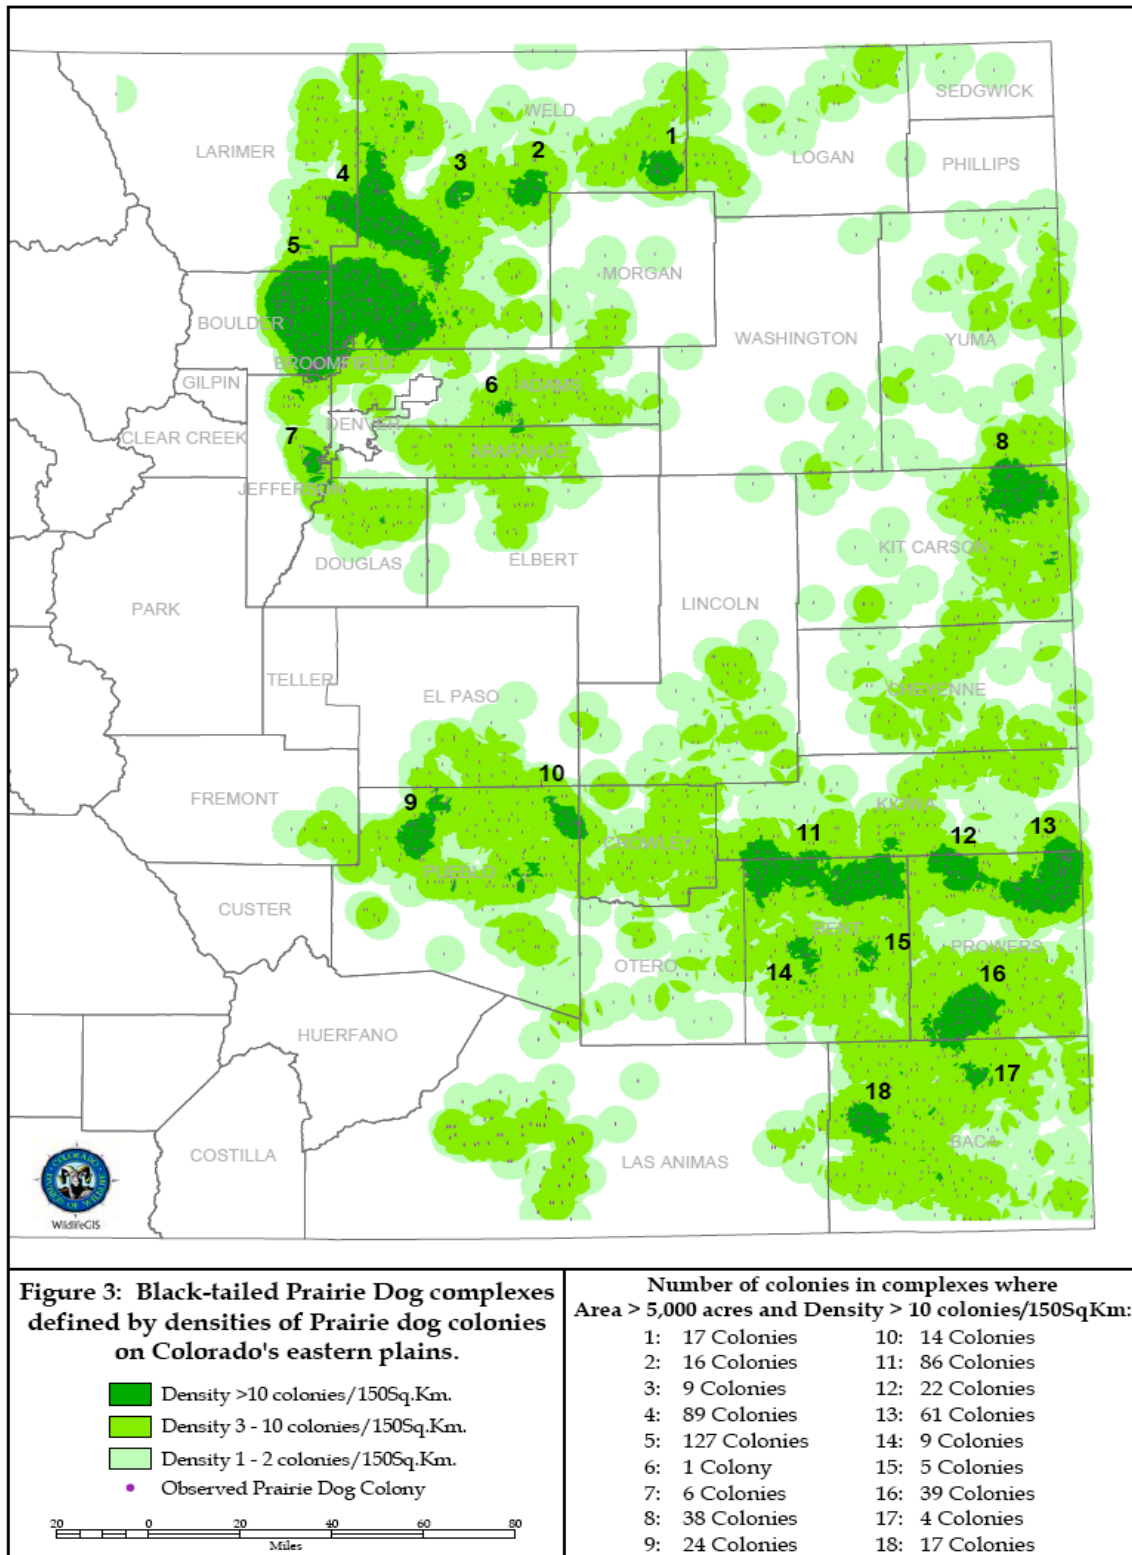 SEDGWICK
WELD
1
LOGAN
PHILLIPS
LARIMER
4
3
2
5
MORGAN
BOULDER
WASHINGTON
YUMA
BROOMFIELD
GILPIN
6
ADAMS
DENVER
CLEAR CREEK
7
ARAPAHOE
8
JEFFERSON
KIT CARSON
DOUGLAS
ELBERT
PARK
LINCOLN
TELLER
EL PASO
CHEYENNE
10
FREMONT
9
KIOWA
11
12
13
CROWLEY
PUEBLO
CUSTER
BENT
15
PROWERS
OTERO
14
16
HUERFANO
17
18
BACA
COSTILLA
LAS ANIMAS
COLORADO
DIVISION OF WILDLIFE
WildlifeGIS
Figure 3: Black-tailed Prairie Dog complexes
defined by densities of Prairie dog colonies
on Colorado's eastern plains.
Density >10 colonies/150Sq.Km.
Density 3 - 10 colonies/150Sq.Km.
Density 1 - 2 colonies/150Sq.Km.
Observed Prairie Dog Colony
20 0 20 40 60 80
Miles
Number of colonies in complexes where
Area > 5,000 acres and Density > 10 colonies/150SqKm:
1: 17 Colonies
2: 16 Colonies
3: 9 Colonies
4: 89 Colonies
5: 127 Colonies
6: 1 Colony
7: 6 Colonies
8: 38 Colonies
9: 24 Colonies
10: 14 Colonies
11: 86 Colonies
12: 22 Colonies
13: 61 Colonies
14: 9 Colonies
15: 5 Colonies
16: 39 Colonies
17: 4 Colonies
18: 17 Colonies